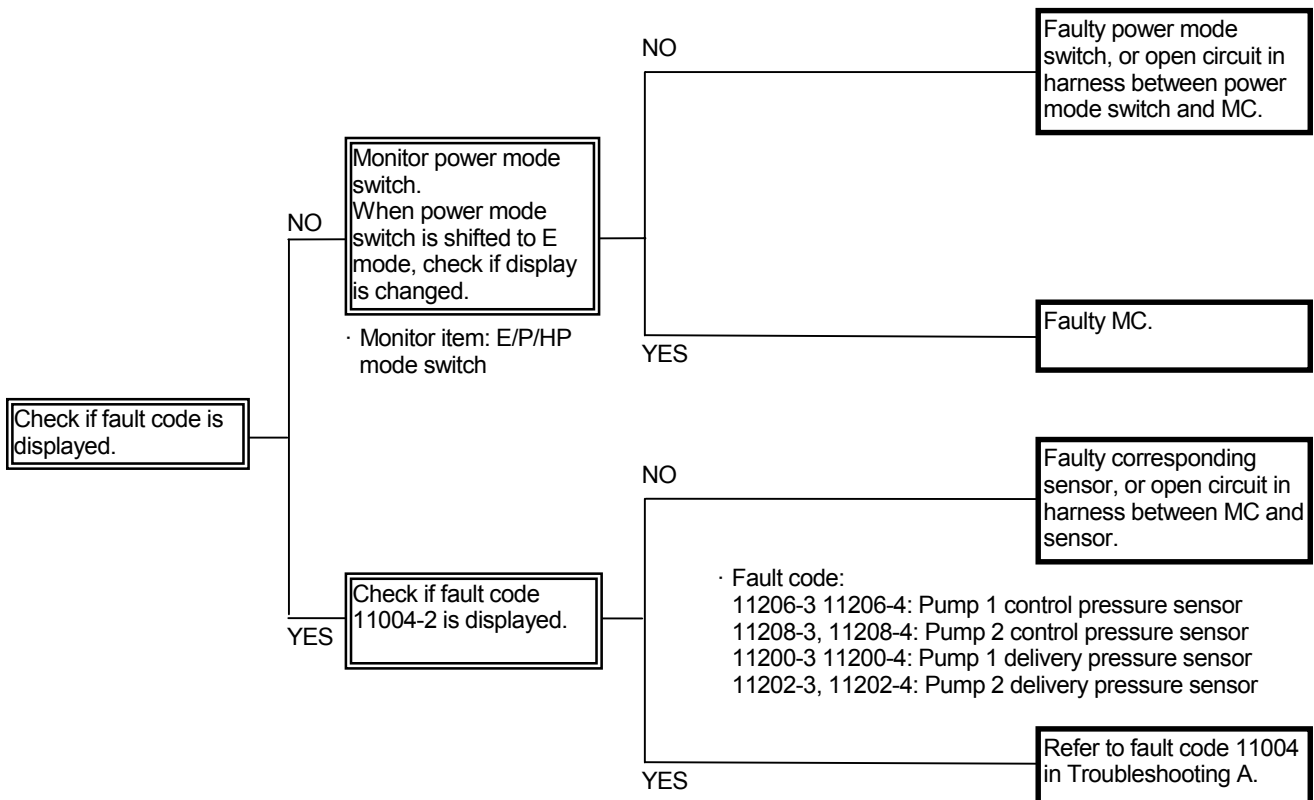 Check if fault code is
displayed.
NO
Monitor power mode
switch.
When power mode
switch is shifted to E
mode, check if display
is changed.
· Monitor item: E/P/HP
mode switch
NO
Faulty power mode
switch, or open circuit in
harness between power
mode switch and MC.
YES
Faulty MC.
YES
Check if fault code
11004-2 is displayed.
NO
Faulty corresponding
sensor, or open circuit in
harness between MC and
sensor.
· Fault code:
11206-3 11206-4: Pump 1 control pressure sensor
11208-3, 11208-4: Pump 2 control pressure sensor
11200-3 11200-4: Pump 1 delivery pressure sensor
11202-3, 11202-4: Pump 2 delivery pressure sensor
YES
Refer to fault code 11004
in Troubleshooting A.